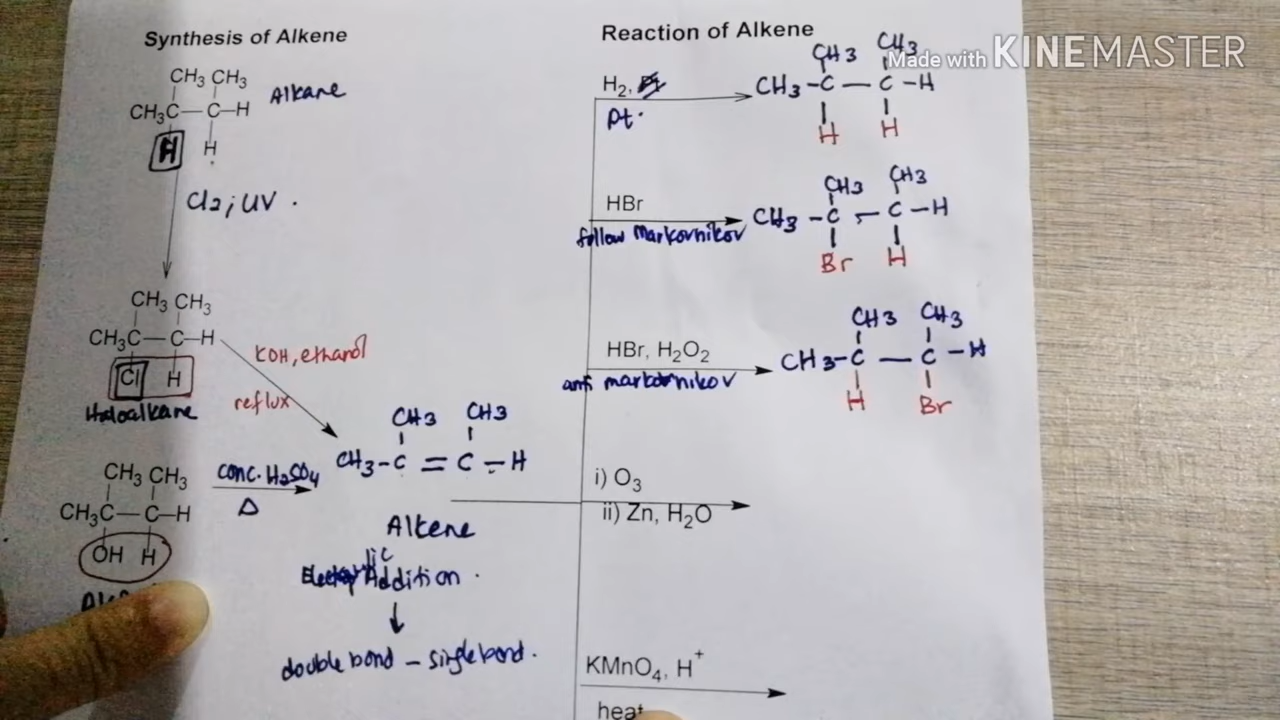 Synthesis of Alkene
CH3 CH3
CH3C—C—H Alkane
H H
Cl2; UV.
CH3 CH3
CH3C—C—H
Cl H
Haloalkane
KOH, ethanol
reflux
CH3 CH3
CH3C—C—H
OH H
conc. H2SO4
Δ
CH3 CH3
CH3-C=C-H
Alkene
Addition.
↓
double bond – single bond.
Reaction of Alkene
Made with KINEMASTER
H2,
Pt.
CH3 CH3
CH3-C—C-H
H H
HBr
follow Markovnikov
CH3 CH3
CH3-C-C-H
Br H
HBr, H2O2
anti markovnikov
CH3 CH3
CH3-C—C-H
H Br
i) O3
ii) Zn, H2O
KMnO4, H+
heat